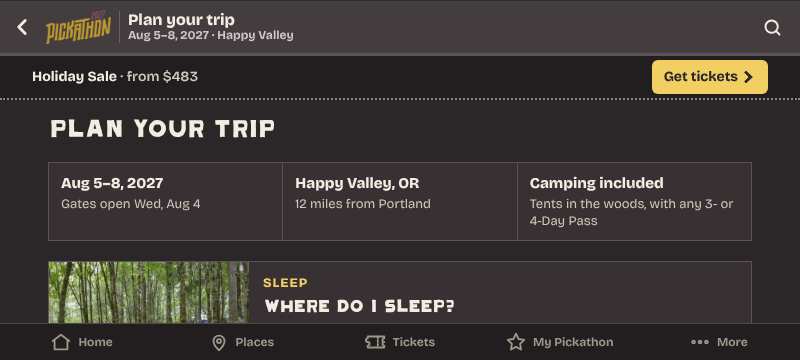 PICKATHON
Plan your trip
Aug 5–8, 2027 · Happy Valley
Holiday Sale · from $483
Get tickets
PLAN YOUR TRIP
Aug 5–8, 2027
Gates open Wed, Aug 4
Happy Valley, OR
12 miles from Portland
Camping included
Tents in the woods, with any 3- or
4-Day Pass
SLEEP
WHERE DO I SLEEP?
Home
Places
Tickets
My Pickathon
More